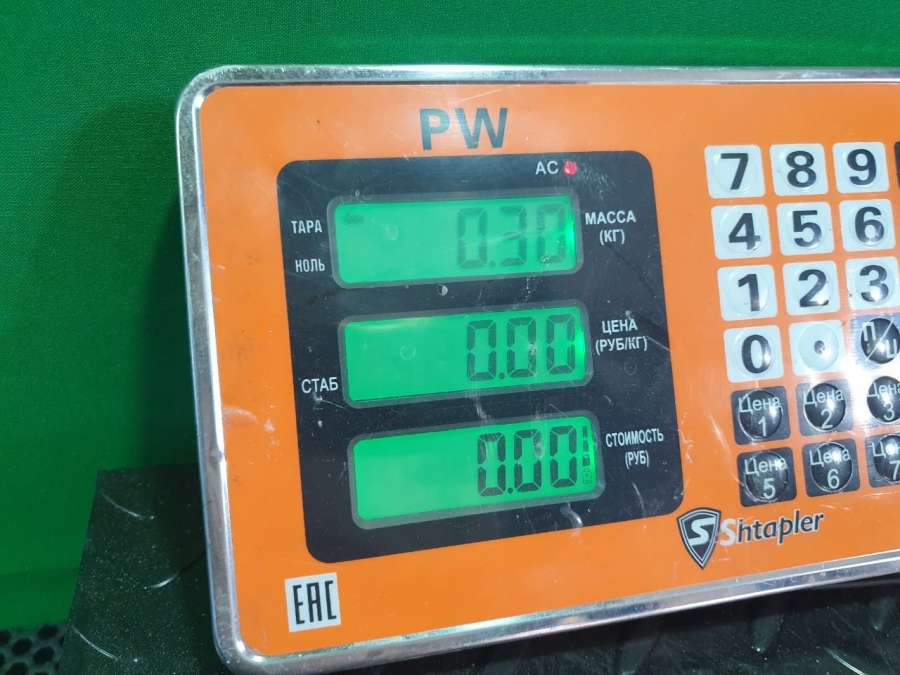 PW
AC
ТАРА
0.30
МАССА
(КГ)
НОЛЬ
0.00
ЦЕНА
(РУБ/КГ)
СТАБ
0.00
СТОИМОСТЬ
(РУБ)
7 8 9
4 5 6
1 2 3
0 .
Цена 1
Цена 2
Цена 3
Цена 5
Цена 6
7
S Shtapler
EAC